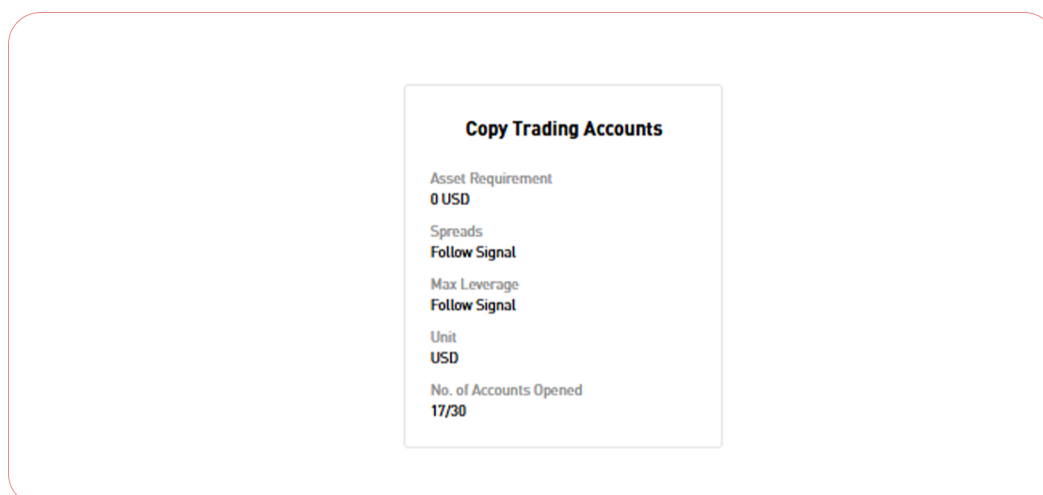 Copy Trading Accounts
Asset Requirement
0 USD
Spreads
Follow Signal
Max Leverage
Follow Signal
Unit
USD
No. of Accounts Opened
17/30